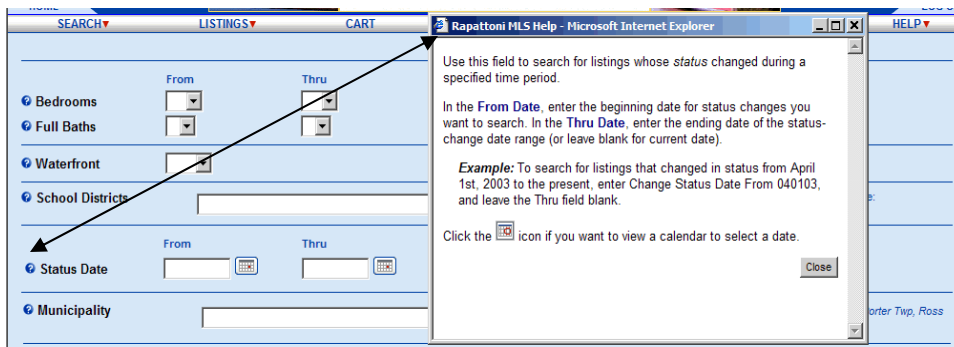 HOME
SEARCH▼ LISTINGS▼ CART HELP▼
Rapattoni MLS Help - Microsoft Internet Explorer
Use this field to search for listings whose status changed during a
specified time period.
In the From Date, enter the beginning date for status changes you
want to search. In the Thru Date, enter the ending date of the status-
change date range (or leave blank for current date).
Example: To search for listings that changed in status from April
1st, 2003 to the present, enter Change Status Date From 040103,
and leave the Thru field blank.
Click the icon if you want to view a calendar to select a date.
Close
From Thru
Bedrooms
Full Baths
Waterfront
School Districts
From Thru
Status Date
Municipality
Twp, Ross